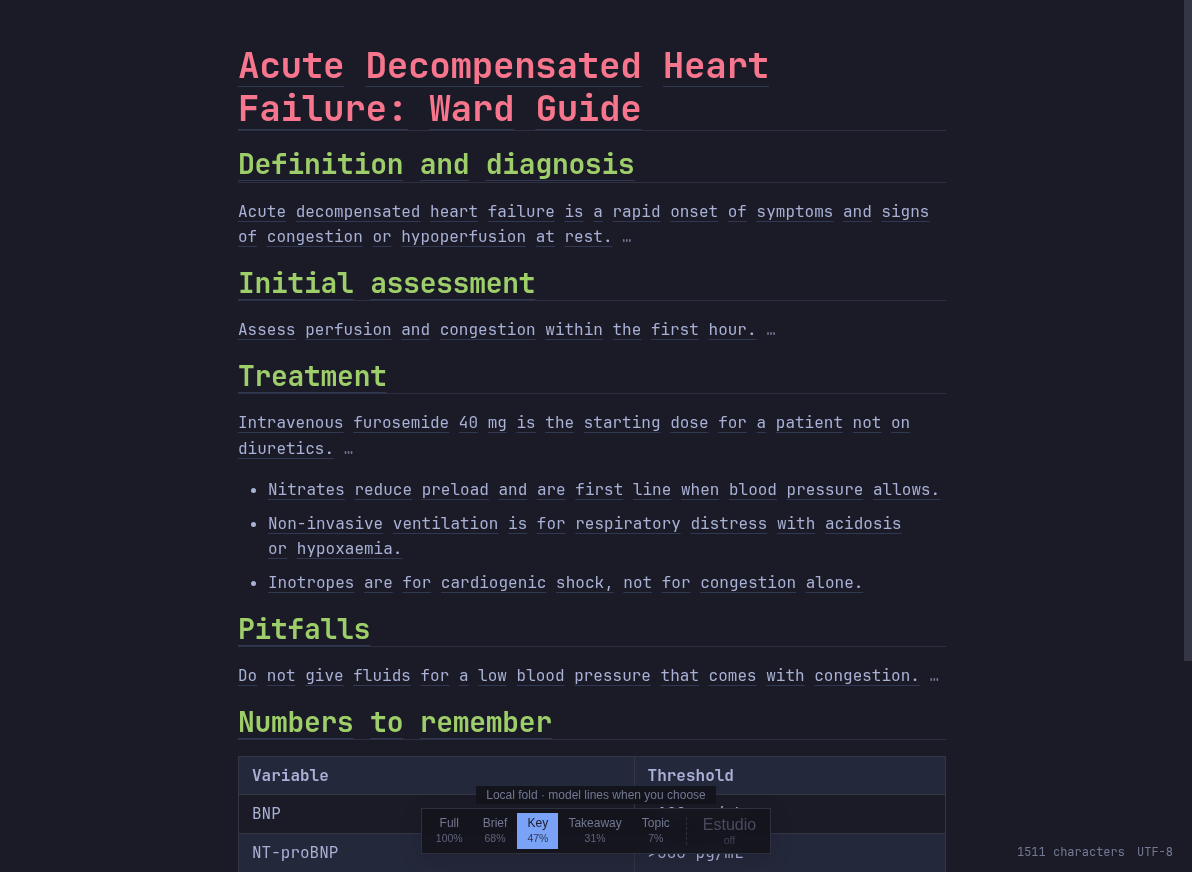 Acute Decompensated Heart
Failure: Ward Guide
Definition and diagnosis
Acute decompensated heart failure is a rapid onset of symptoms and signs
of congestion or hypoperfusion at rest. …
Initial assessment
Assess perfusion and congestion within the first hour. …
Treatment
Intravenous furosemide 40 mg is the starting dose for a patient not on
diuretics. …
• Nitrates reduce preload and are first line when blood pressure allows.
• Non-invasive ventilation is for respiratory distress with acidosis
or hypoxaemia.
• Inotropes are for cardiogenic shock, not for congestion alone.
Pitfalls
Do not give fluids for a low blood pressure that comes with congestion. …
Numbers to remember
Variable Threshold
Local fold · model lines when you choose
BNP
Full Brief Key Takeaway Topic Estudio
100% 68% 47% 31% 7% off
NT-proBNP
1511 characters UTF-8